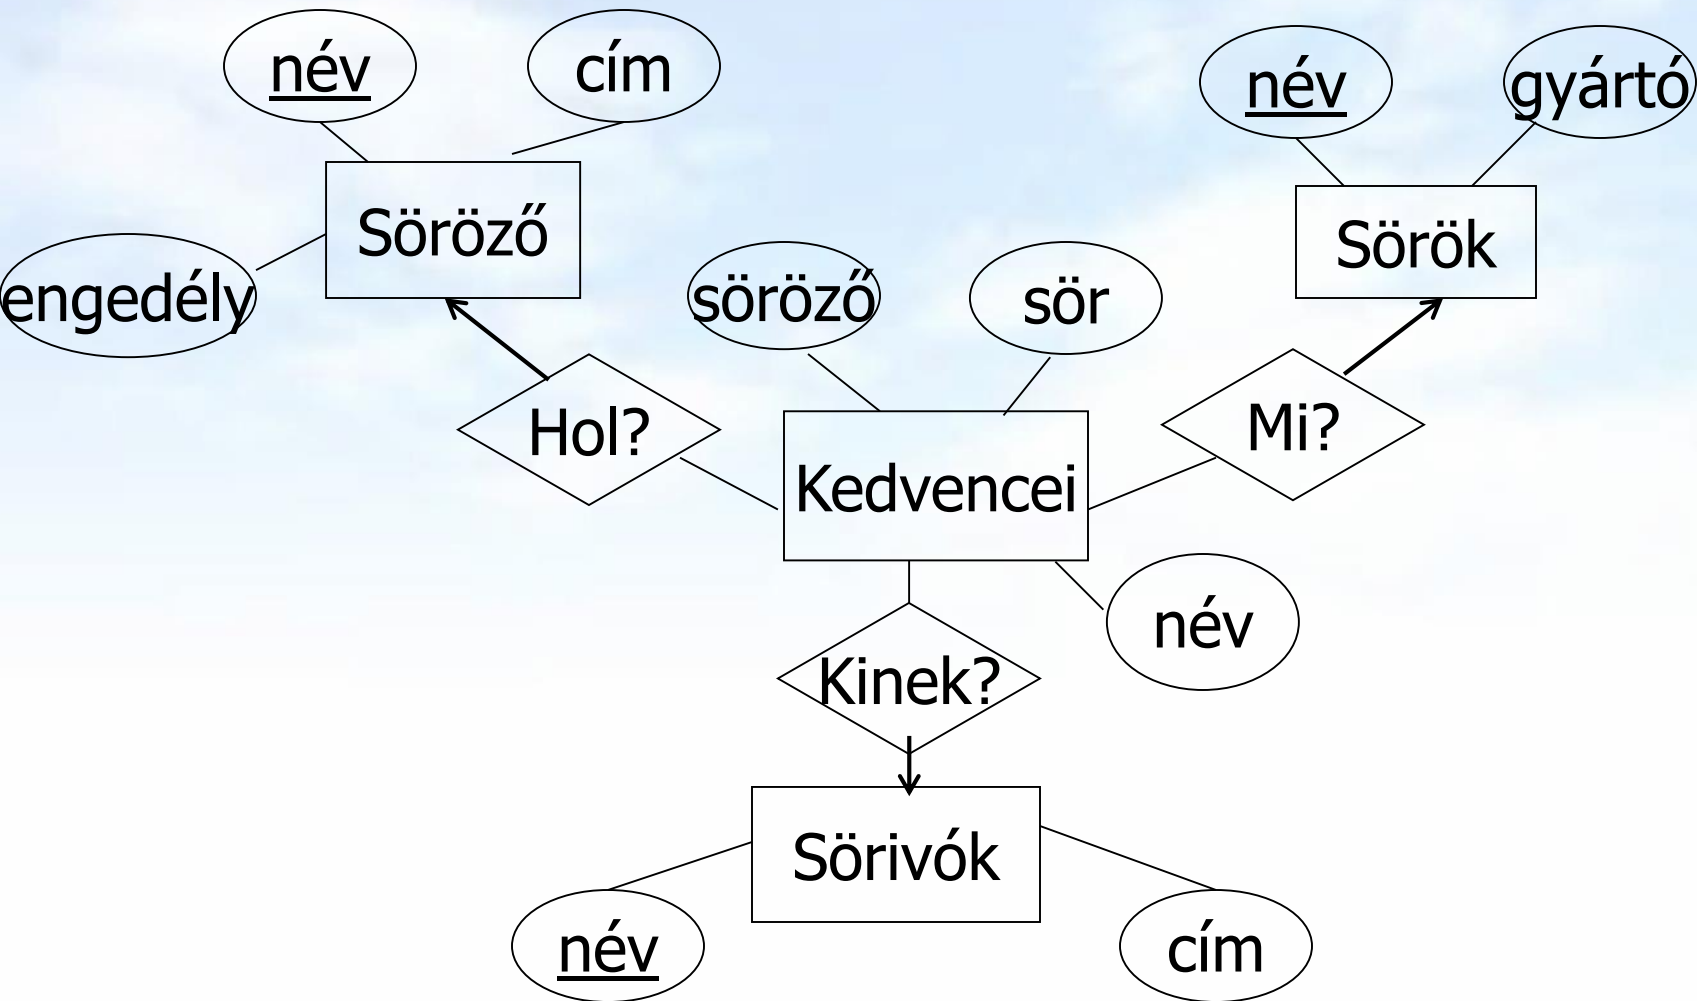 név
cím
név
gyártó
Söröző
Sörök
engedély
söröző
sör
Hol?
Mi?
Kedvencei
név
Kinek?
Sörivók
név
cím